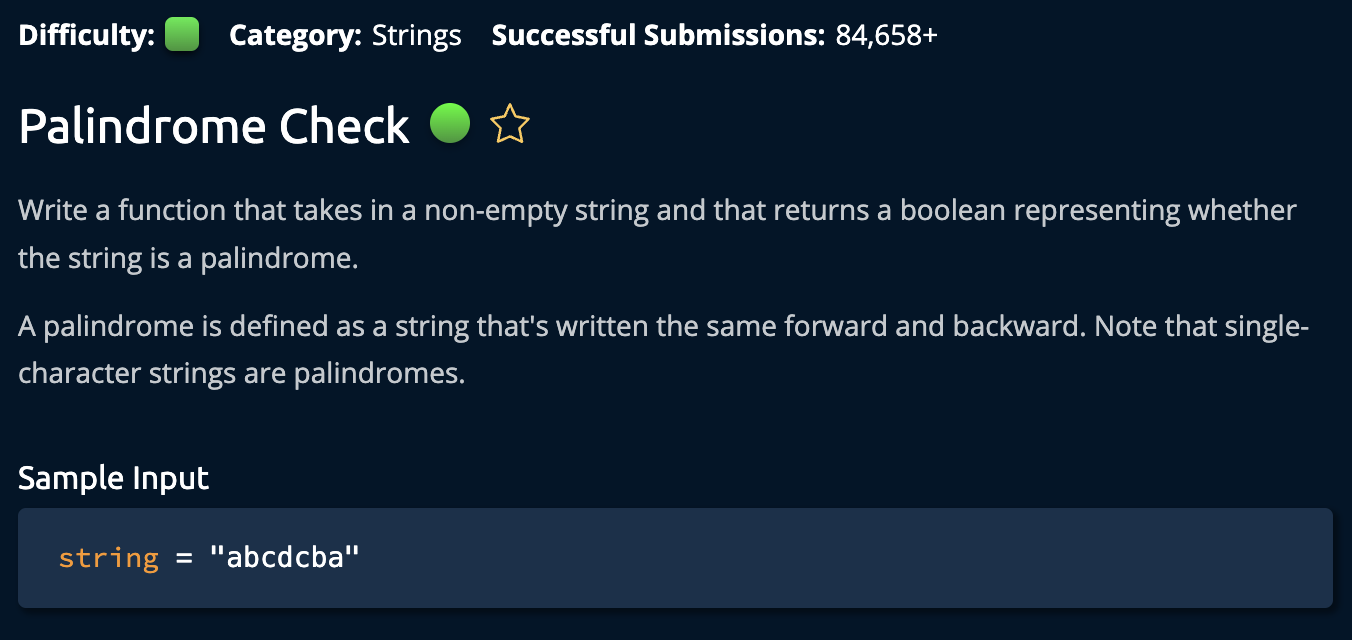 Difficulty: Category: Strings Successful Submissions: 84,658+
Palindrome Check
Write a function that takes in a non-empty string and that returns a boolean representing whether
the string is a palindrome.
A palindrome is defined as a string that's written the same forward and backward. Note that single-
character strings are palindromes.
Sample Input
string = "abcdcba"